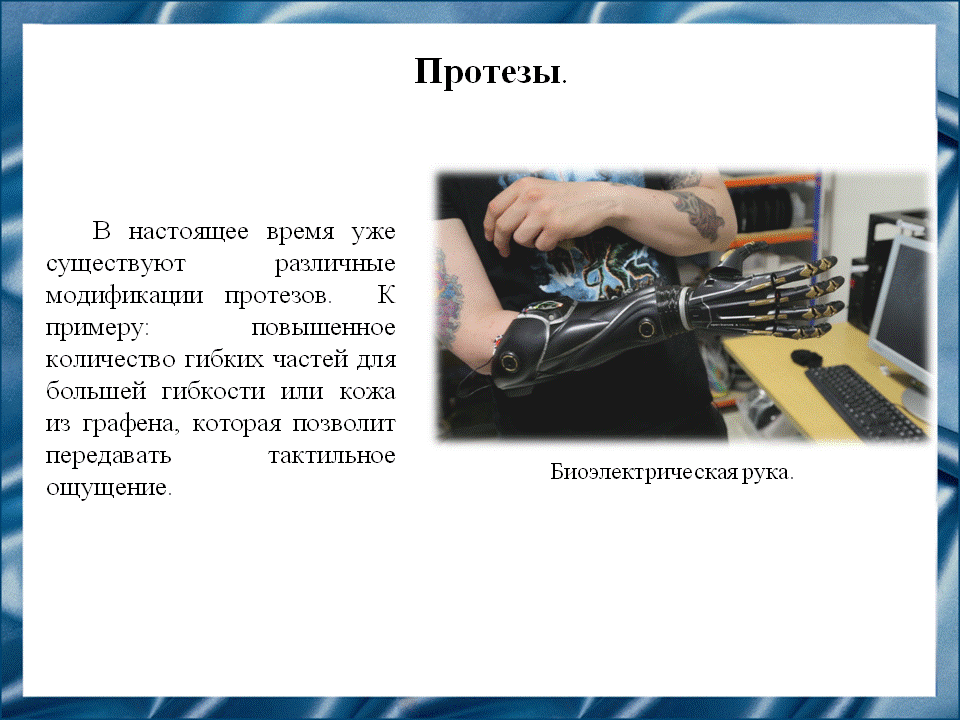 Протезы.
В настоящее время уже
существуют различные
модификации протезов. К
примеру: повышенное
количество гибких частей для
большей гибкости или кожа
из графена, которая позволит
передавать тактильное
ощущение.
Биоэлектрическая рука.